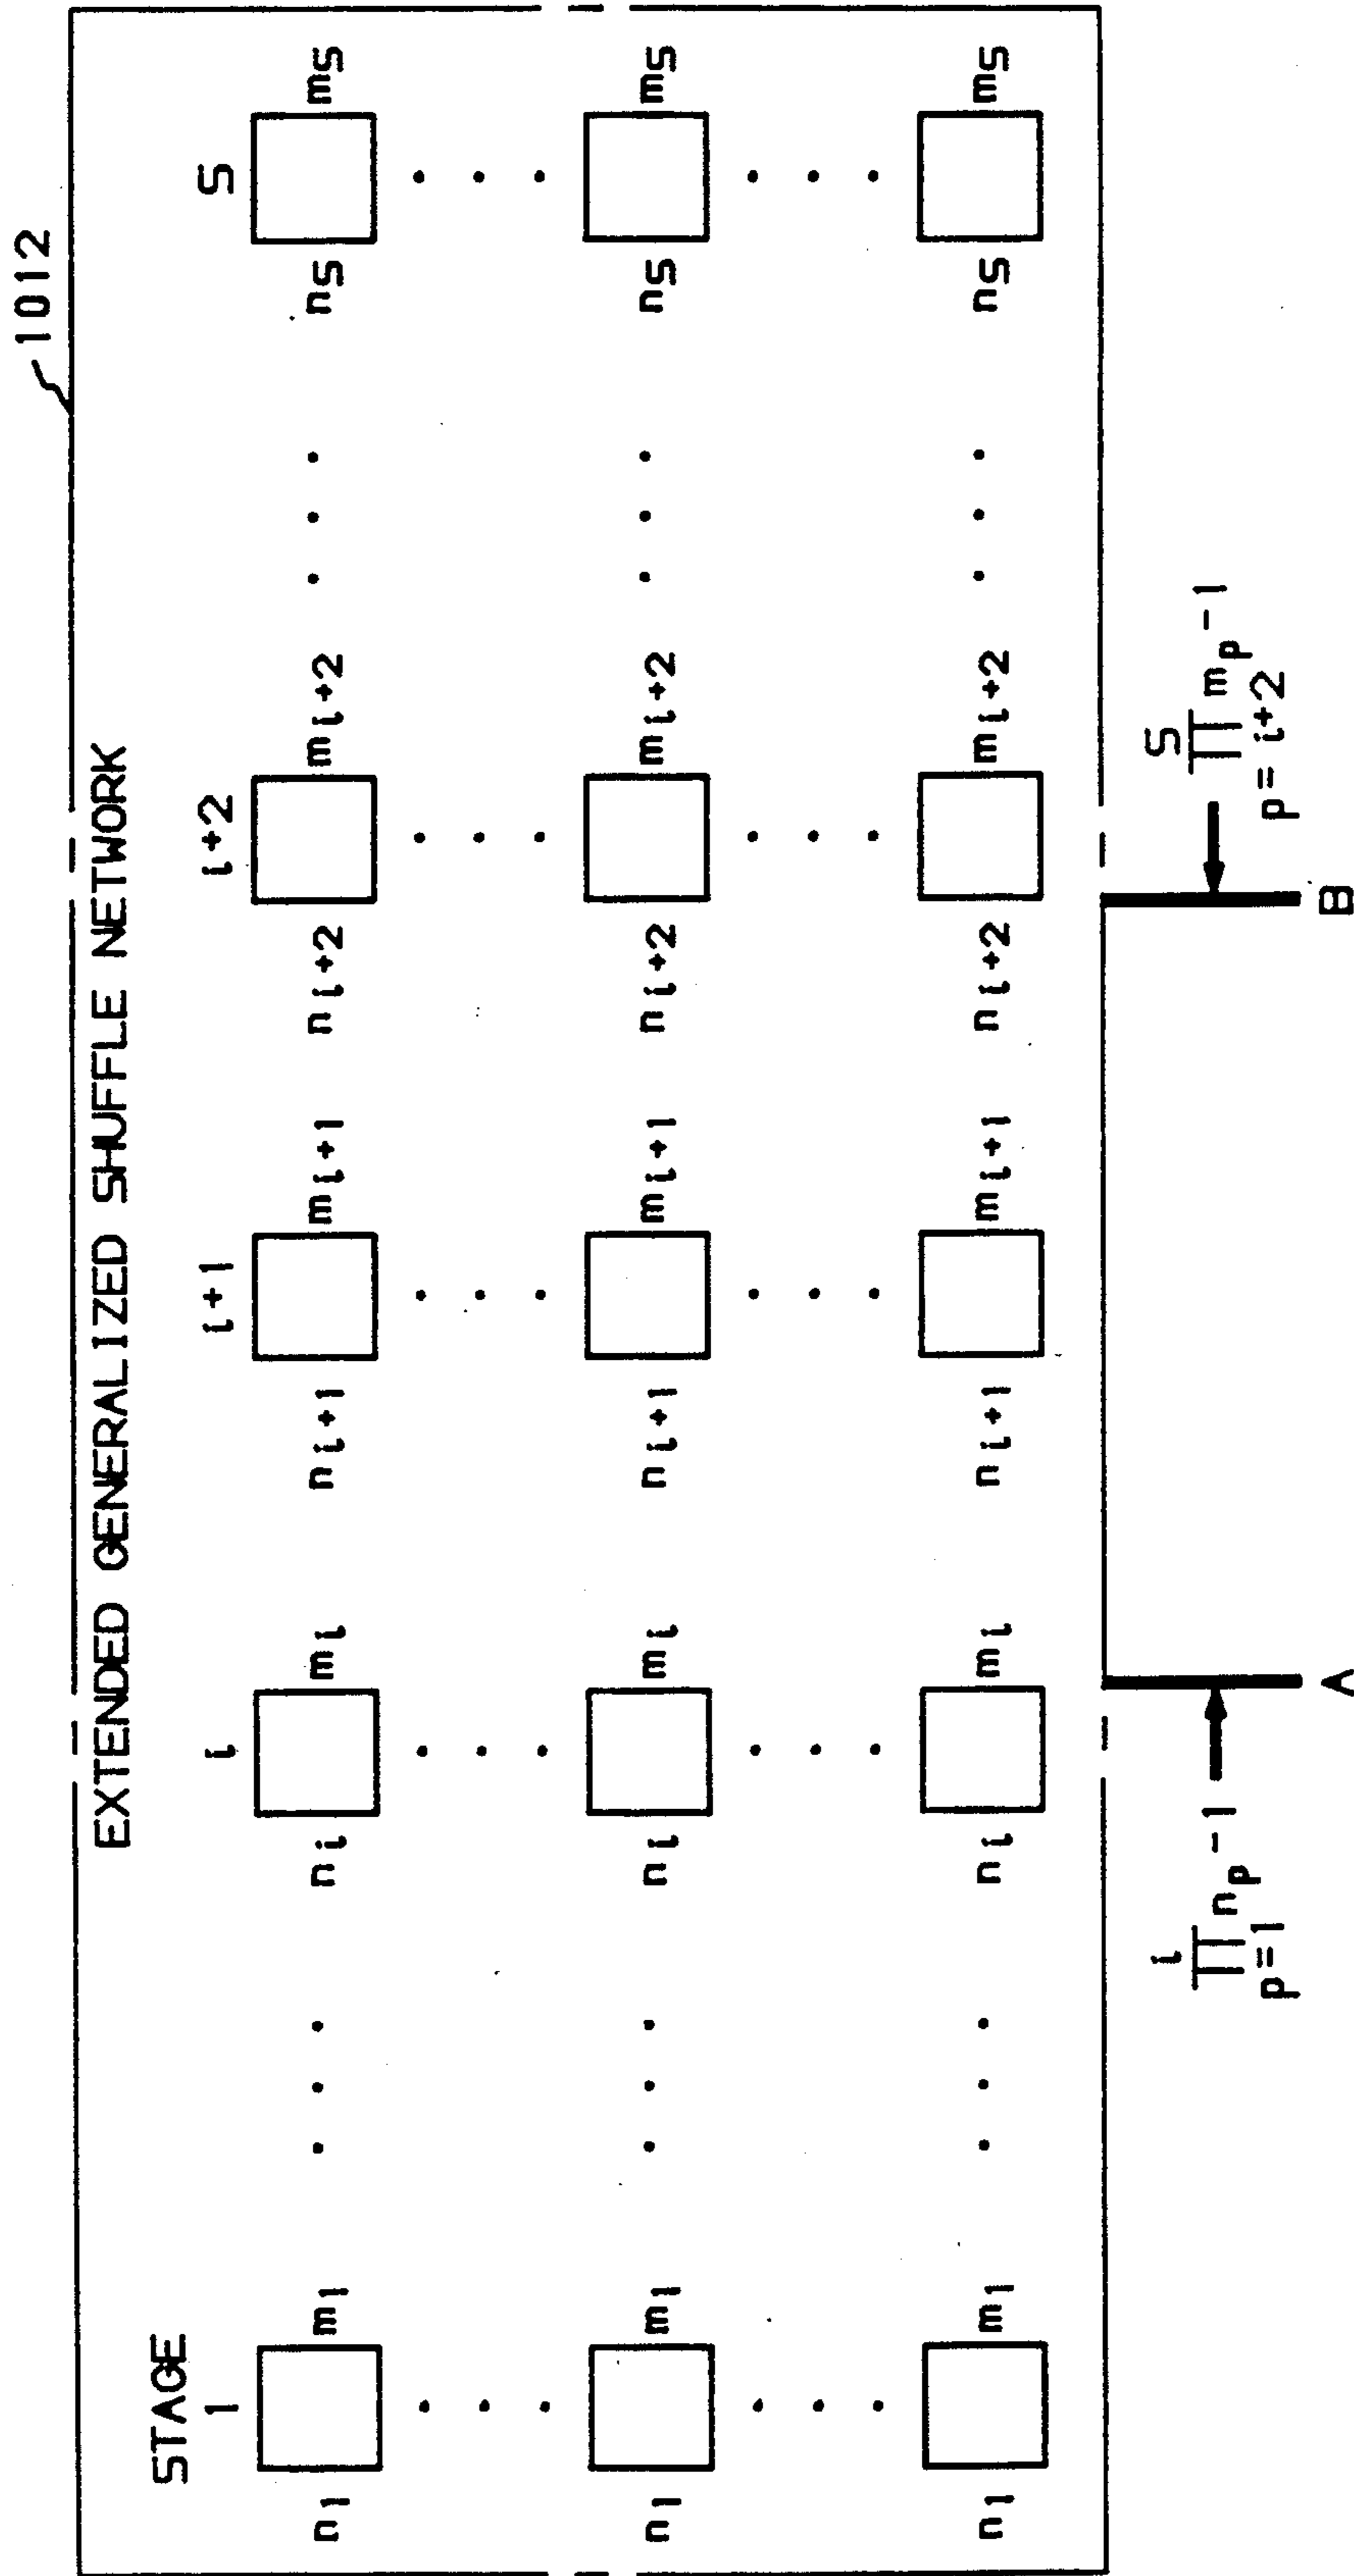 1012
EXTENDED GENERALIZED SHUFFLE NETWORK
STAGE
1 i i+1 i+2 S
n1 m1 ni mi ni+1 mi+1 ni+2 mi+2 nS mS
n1 m1 ni mi ni+1 mi+1 ni+2 mi+2 nS mS
n1 m1 ni mi ni+1 mi+1 ni+2 mi+2 nS mS
i S
∏ np -1 ∏ mp -1
p=1 p=i+2
A B